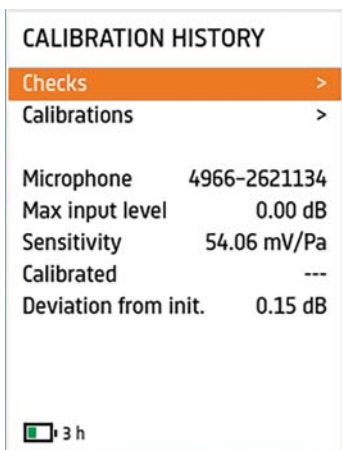 CALIBRATION HISTORY
Checks >
Calibrations >
Microphone 4966-2621134
Max input level 0.00 dB
Sensitivity 54.06 mV/Pa
Calibrated ---
Deviation from init. 0.15 dB
3 h